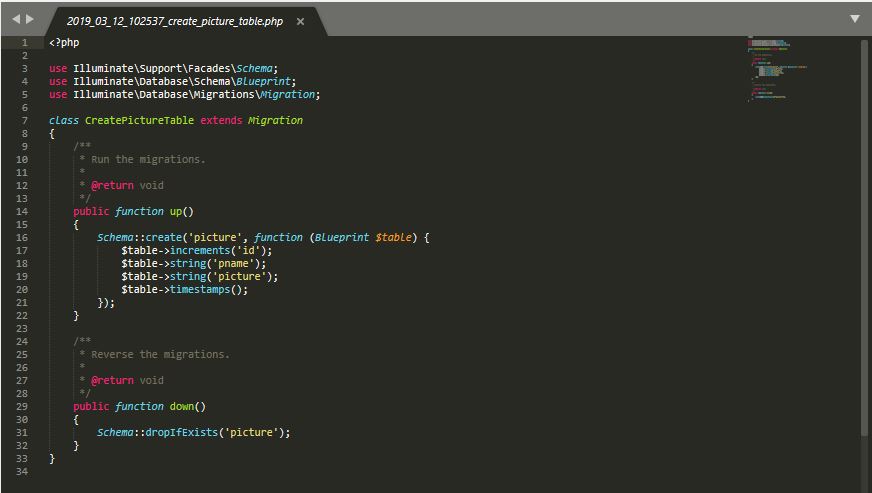 2019_03_12_102537_create_picture_table.php ×
1 <?php
2
3 use Illuminate\Support\Facades\Schema;
4 use Illuminate\Database\Schema\Blueprint;
5 use Illuminate\Database\Migrations\Migration;
6
7 class CreatePictureTable extends Migration
8 {
9     /**
10      * Run the migrations.
11      *
12      * @return void
13      */
14     public function up()
15     {
16         Schema::create('picture', function (Blueprint $table) {
17             $table->increments('id');
18             $table->string('pname');
19             $table->string('picture');
20             $table->timestamps();
21         });
22     }
23
24     /**
25      * Reverse the migrations.
26      *
27      * @return void
28      */
29     public function down()
30     {
31         Schema::dropIfExists('picture');
32     }
33 }
34